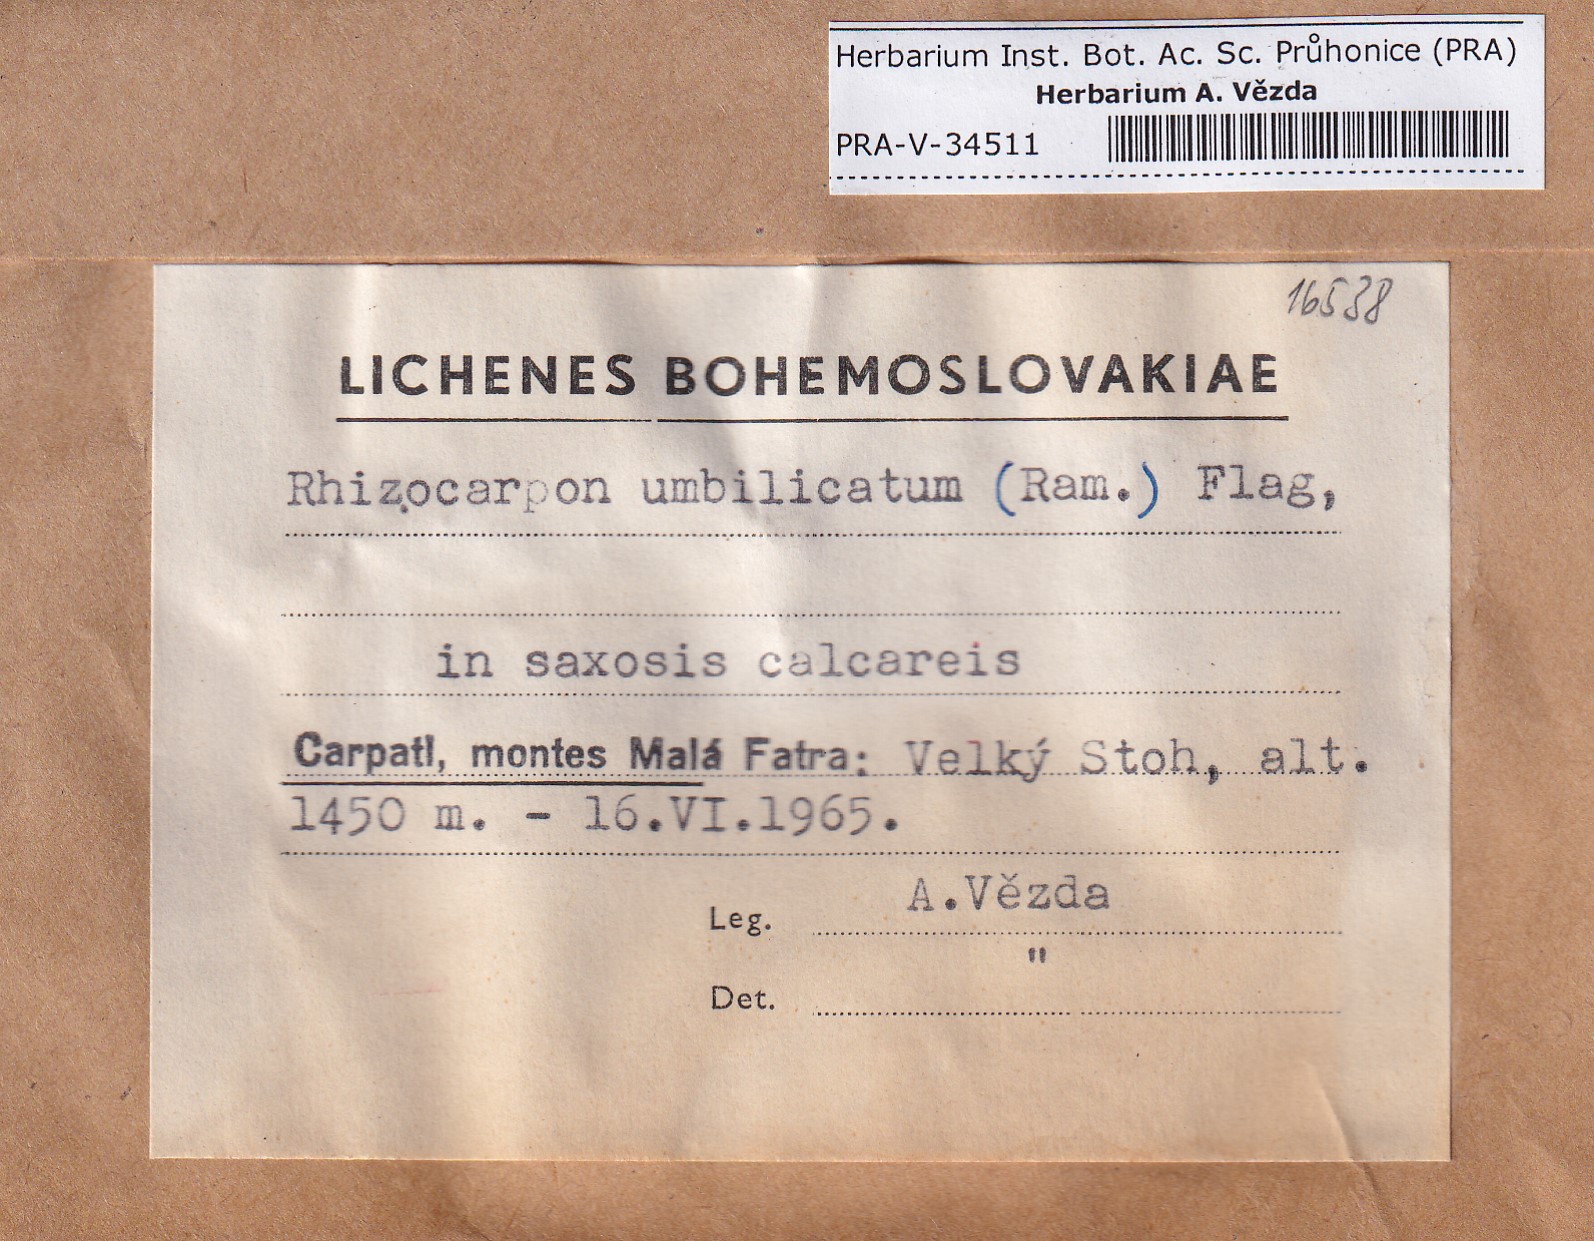 Herbarium Inst. Bot. Ac. Sc. Průhonice (PRA)
Herbarium A. Vězda
PRA-V-34511
16538
LICHENES BOHEMOSLOVAKIAE
Rhizocarpon umbilicatum (Ram.) Flag,
in saxosis calcareis
Carpati, montes Malá Fatra: Velký Stoh, alt.
1450 m. - 16.VI.1965.
Leg. A.Vězda
Det. "